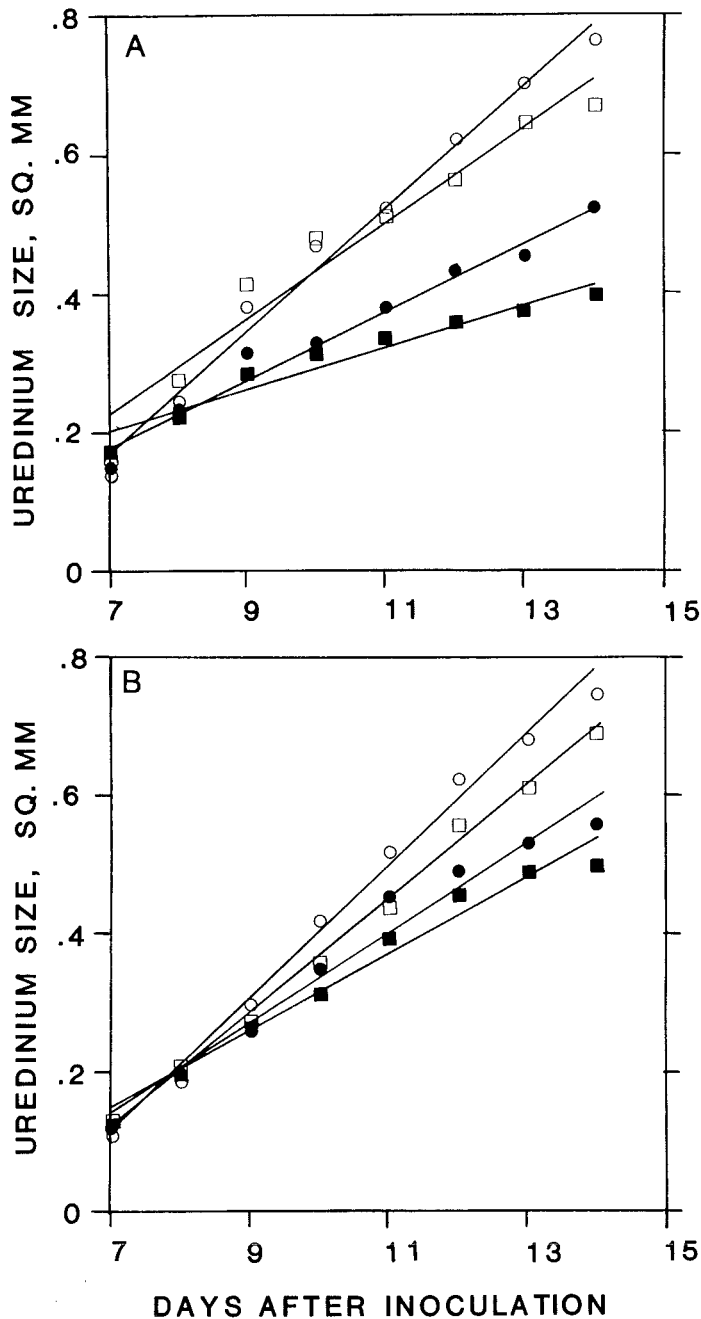 A
UREDINIUM SIZE, SQ. MM
.8
.6
.4
.2
0
7 9 11 13 15
B
UREDINIUM SIZE, SQ. MM
.8
.6
.4
.2
0
7 9 11 13 15
DAYS AFTER INOCULATION